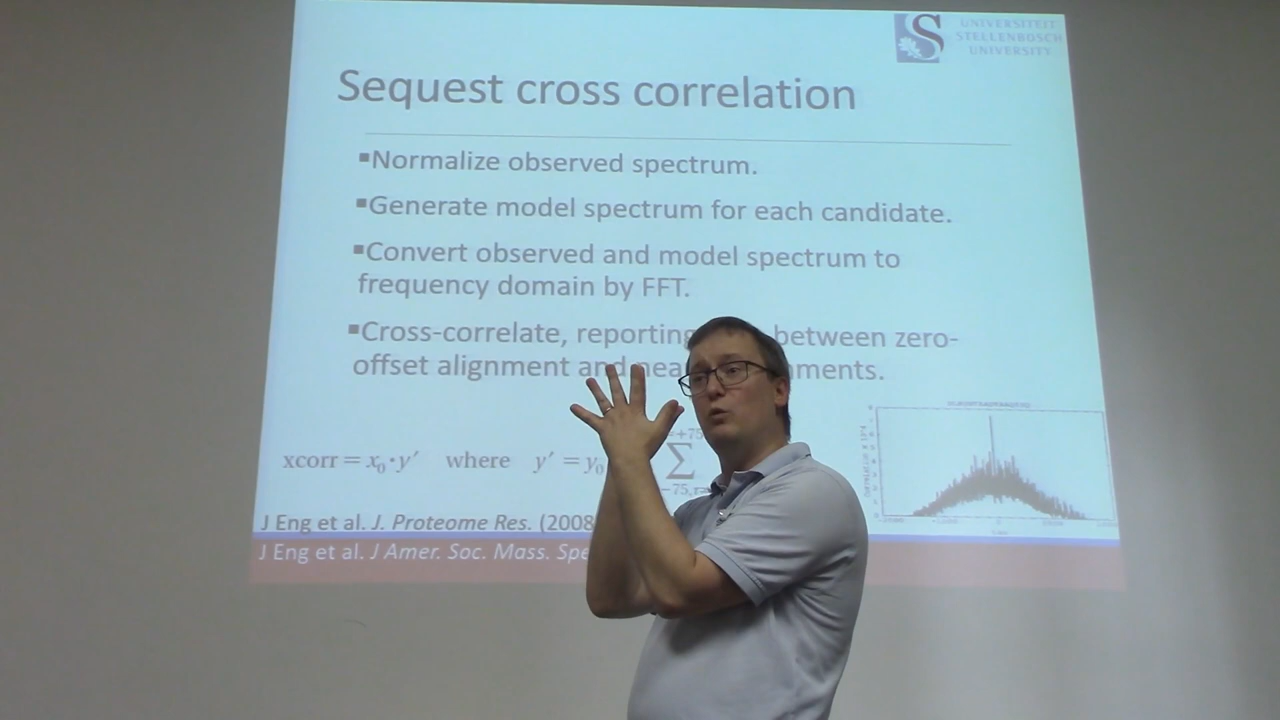 UNIVERSITEIT
STELLENBOSCH
UNIVERSITY
Sequest cross correlation
▪Normalize observed spectrum.
▪Generate model spectrum for each candidate.
▪Convert observed and model spectrum to
frequency domain by FFT.
▪Cross-correlate, reporting between zero-
offset alignment and
xcorr = x₀ · y′ where y′ = y₀ ∑ +75 −75,
J Eng et al. J. Proteome Res. (2008
J Eng et al. J Amer. Soc. Mass.